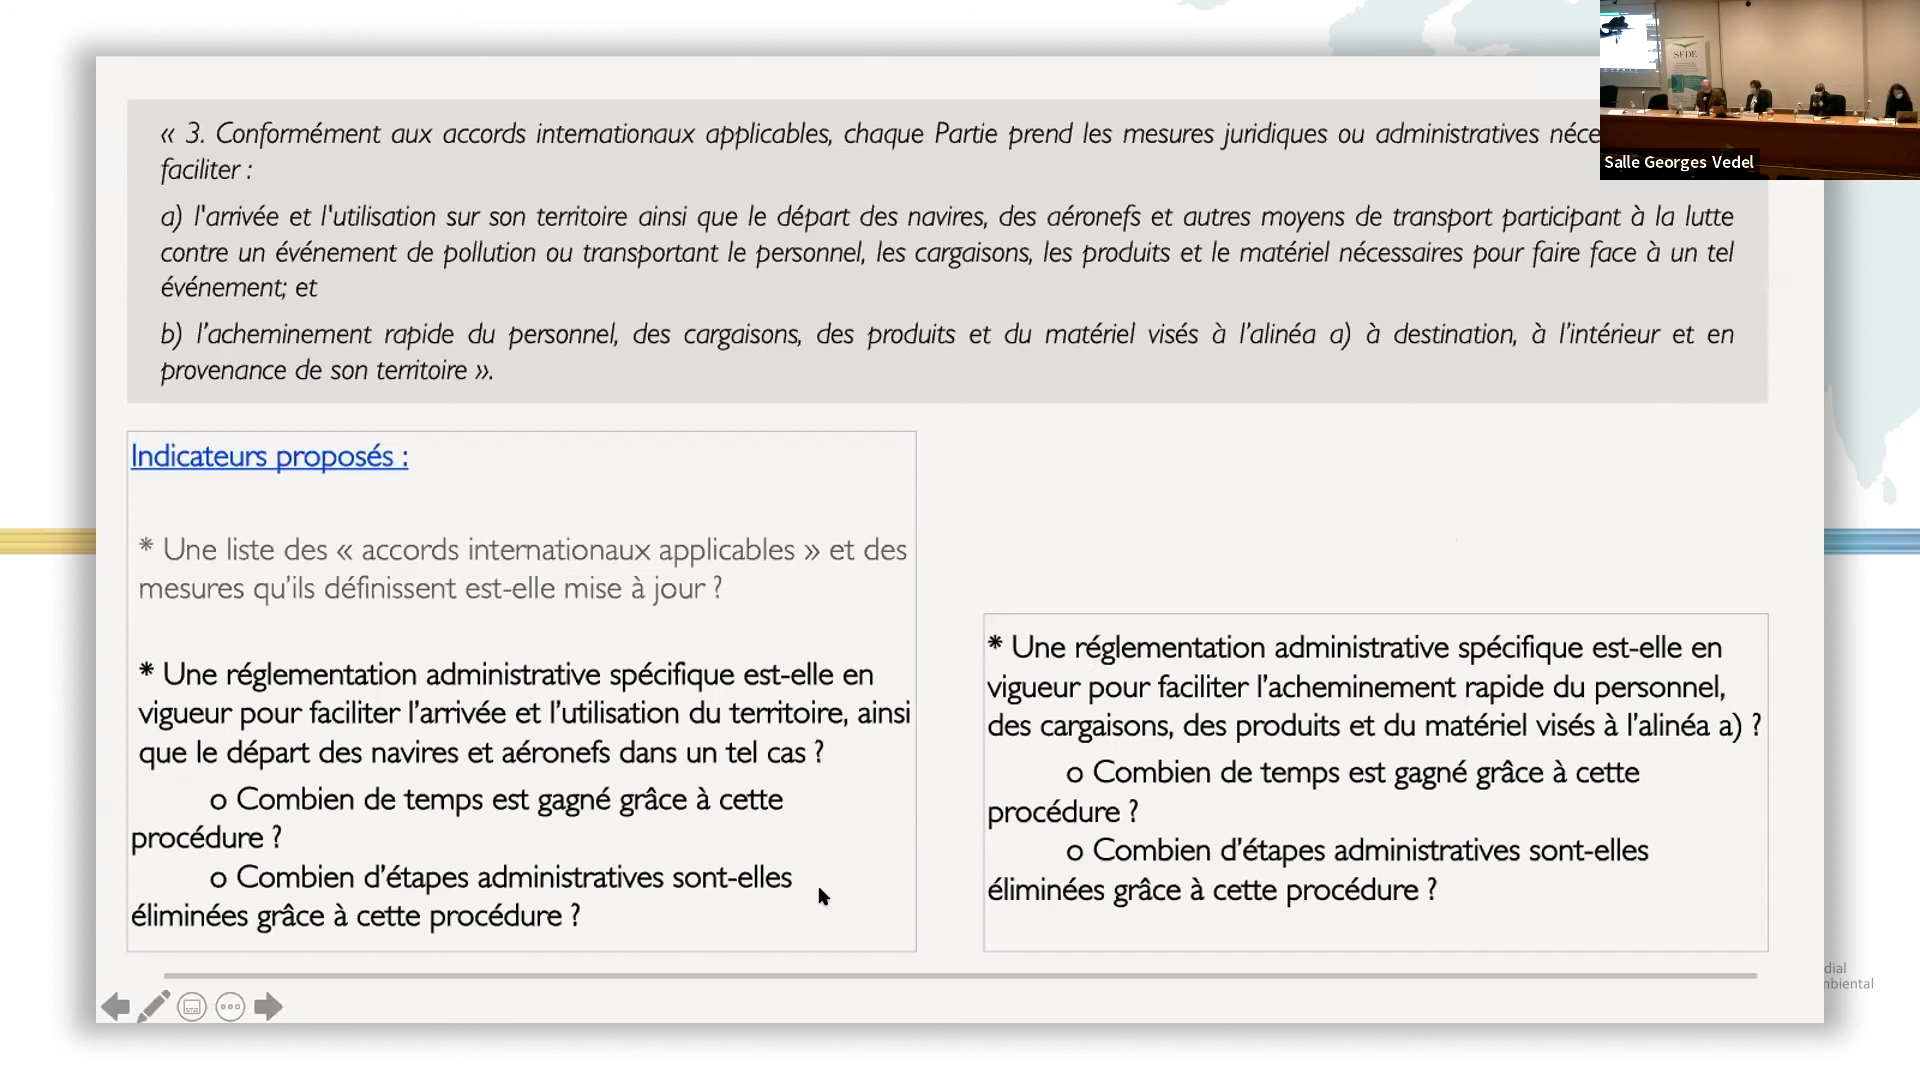 « 3. Conformément aux accords internationaux applicables, chaque Partie prend les mesures juridiques ou administratives
faciliter :
a) l'arrivée et l'utilisation sur son territoire ainsi que le départ des navires, des aéronefs et autres moyens de transport participant à la lutte
contre un événement de pollution ou transportant le personnel, les cargaisons, les produits et le matériel nécessaires pour faire face à un tel
événement; et
b) l’acheminement rapide du personnel, des cargaisons, des produits et du matériel visés à l’alinéa a) à destination, à l’intérieur et en
provenance de son territoire ».
SFDE
Salle Georges Vedel
Indicateurs proposés :
* Une liste des « accords internationaux applicables » et des
mesures qu’ils définissent est-elle mise à jour ?
* Une réglementation administrative spécifique est-elle en
vigueur pour faciliter l’arrivée et l’utilisation du territoire, ainsi
que le départ des navires et aéronefs dans un tel cas ?
o Combien de temps est gagné grâce à cette
procédure ?
o Combien d’étapes administratives sont-elles
éliminées grâce à cette procédure ?
* Une réglementation administrative spécifique est-elle en
vigueur pour faciliter l’acheminement rapide du personnel,
des cargaisons, des produits et du matériel visés à l’alinéa a) ?
o Combien de temps est gagné grâce à cette
procédure ?
o Combien d’étapes administratives sont-elles
éliminées grâce à cette procédure ?